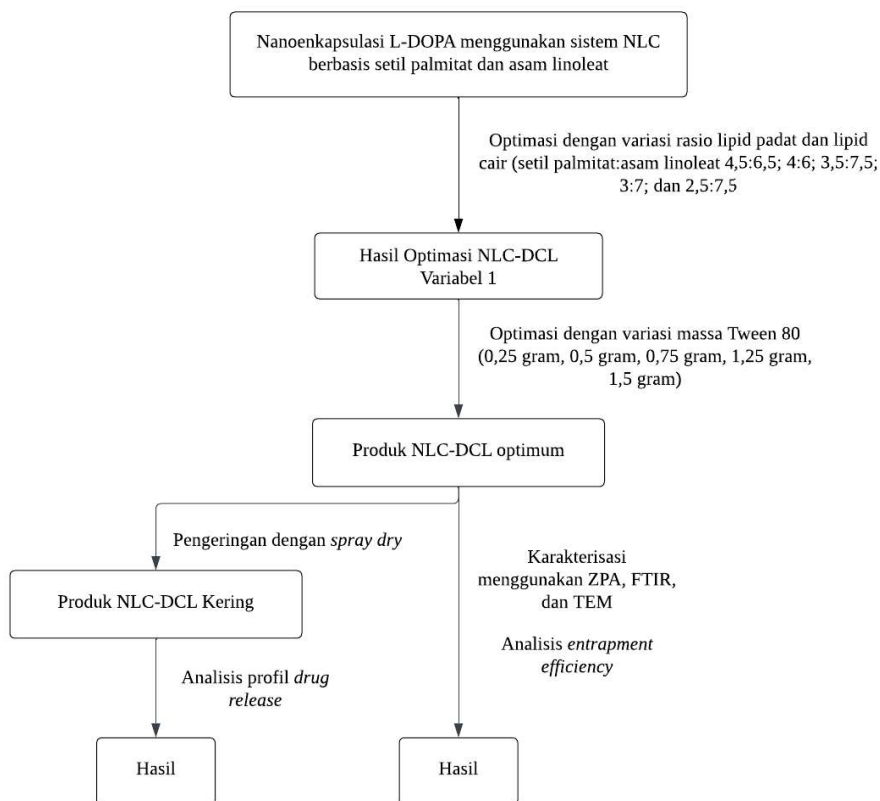 Nanoenkapsulasi L-DOPA menggunakan sistem NLC
berbasis setil palmitat dan asam linoleat
Optimasi dengan variasi rasio lipid padat dan lipid
cair (setil palmitat:asam linoleat 4,5:6,5; 4:6; 3,5:7,5;
3:7; dan 2,5:7,5
Hasil Optimasi NLC-DCL
Variabel 1
Optimasi dengan variasi massa Tween 80
(0,25 gram, 0,5 gram, 0,75 gram, 1,25 gram,
1,5 gram)
Produk NLC-DCL optimum
Pengeringan dengan spray dry
Produk NLC-DCL Kering
Analisis profil drug
release
Hasil
Karakterisasi
menggunakan ZPA, FTIR,
dan TEM
Analisis entrapment
efficiency
Hasil